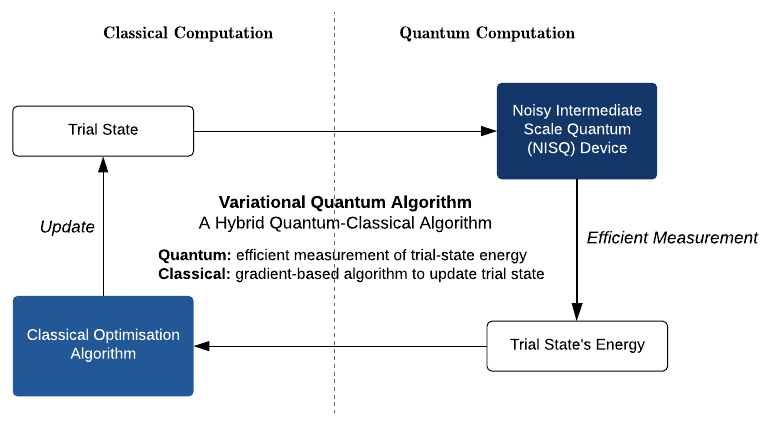 Classical Computation
Quantum Computation
Trial State
Noisy Intermediate
Scale Quantum
(NISQ) Device
Variational Quantum Algorithm
A Hybrid Quantum-Classical Algorithm
Update
Efficient Measurement
Quantum: efficient measurement of trial-state energy
Classical: gradient-based algorithm to update trial state
Classical Optimisation
Algorithm
Trial State's Energy